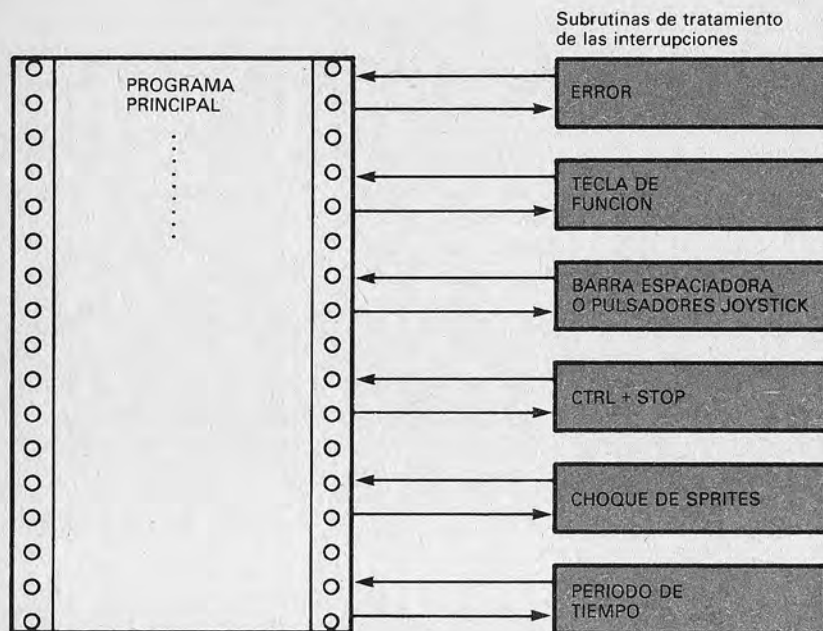 Subrutinas de tratamiento
de las interrupciones
PROGRAMA
PRINCIPAL
ERROR
TECLA DE
FUNCION
BARRA ESPACIADORA
O PULSADORES JOYSTICK
CTRL + STOP
CHOQUE DE SPRITES
PERIODO DE
TIEMPO